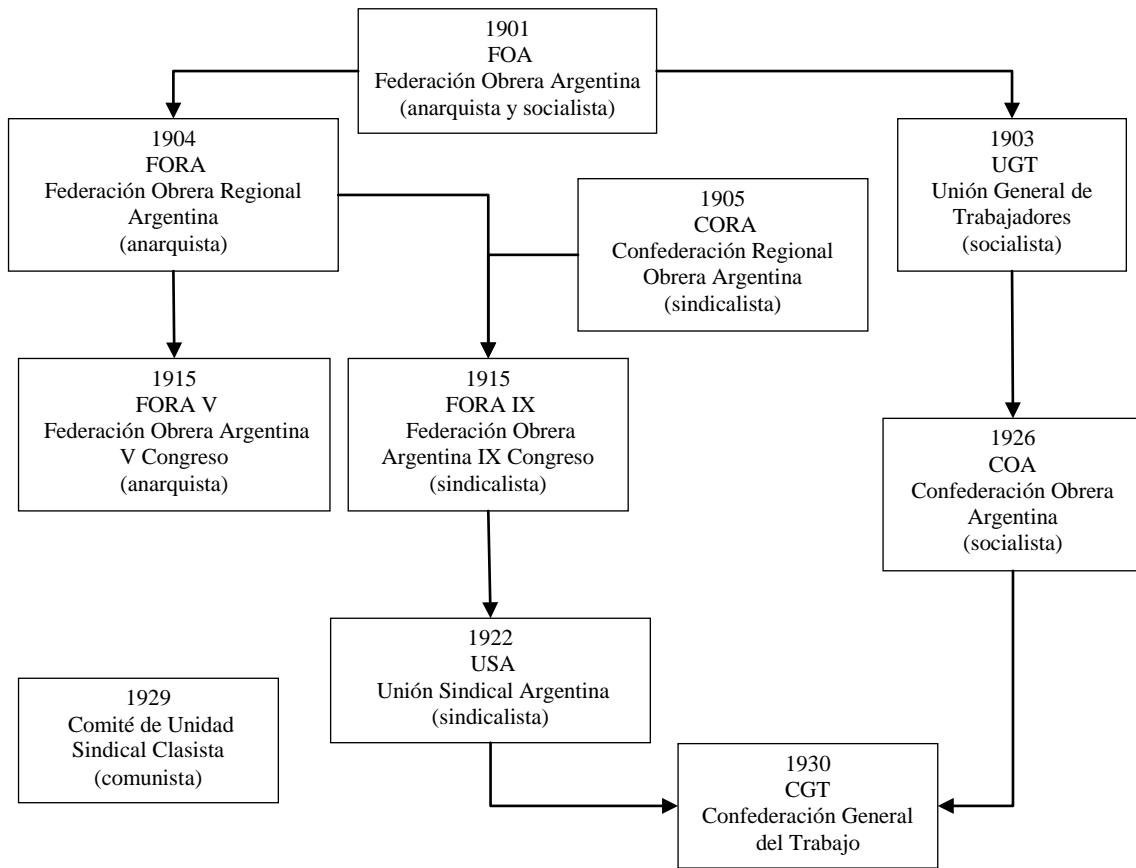 1901
FOA
Federación Obrera Argentina
(anarquista y socialista)
1904
FORA
Federación Obrera Regional
Argentina
(anarquista)
1903
UGT
Unión General de
Trabajadores
(socialista)
1905
CORA
Confederación Regional
Obrera Argentina
(sindicalista)
1915
FORA V
Federación Obrera Argentina
V Congreso
(anarquista)
1915
FORA IX
Federación Obrera
Argentina IX Congreso
(sindicalista)
1926
COA
Confederación Obrera
Argentina
(socialista)
1922
USA
Unión Sindical Argentina
(sindicalista)
1929
Comité de Unidad
Sindical Clasista
(comunista)
1930
CGT
Confederación General
del Trabajo